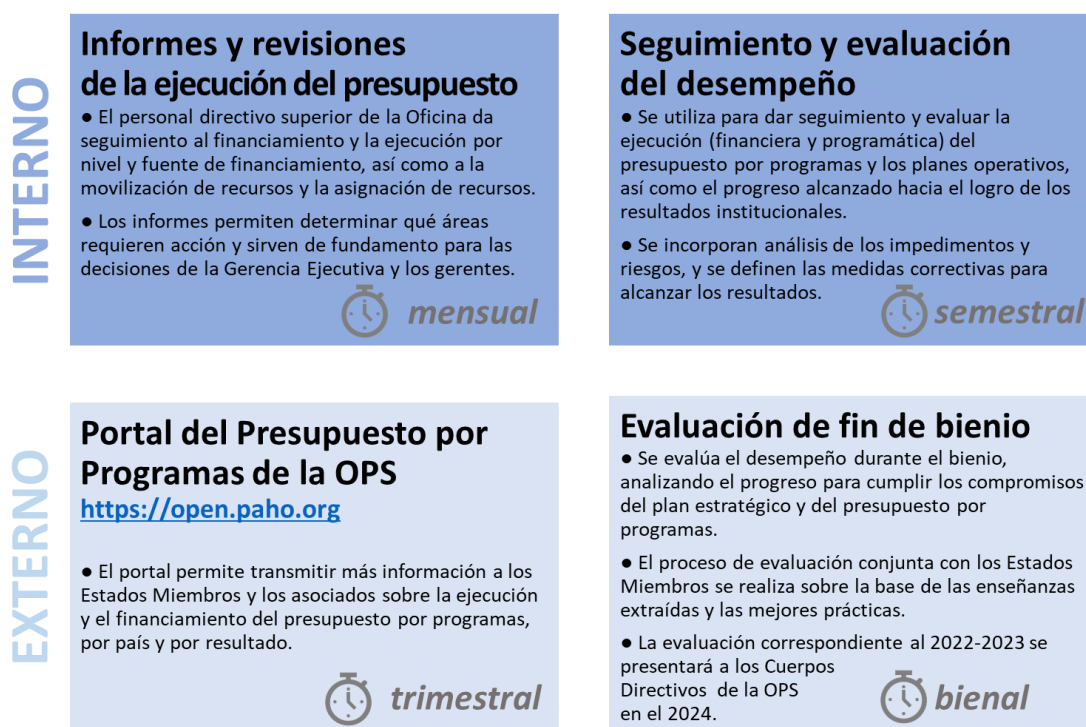 INTERNO
Informes y revisiones
de la ejecución del presupuesto
● El personal directivo superior de la Oficina da
seguimiento al financiamiento y la ejecución por
nivel y fuente de financiamiento, así como a la
movilización de recursos y la asignación de recursos.
● Los informes permiten determinar qué áreas
requieren acción y sirven de fundamento para las
decisiones de la Gerencia Ejecutiva y los gerentes.
mensual
Seguimiento y evaluación
del desempeño
● Se utiliza para dar seguimiento y evaluar la
ejecución (financiera y programática) del
presupuesto por programas y los planes operativos,
así como el progreso alcanzado hacia el logro de los
resultados institucionales.
● Se incorporan análisis de los impedimentos y
riesgos, y se definen las medidas correctivas para
alcanzar los resultados.
semestral
EXTERNO
Portal del Presupuesto por
Programas de la OPS
https://open.paho.org
● El portal permite transmitir más información a los
Estados Miembros y los asociados sobre la ejecución
y el financiamiento del presupuesto por programas,
por país y por resultado.
trimestral
Evaluación de fin de bienio
● Se evalúa el desempeño durante el bienio,
analizando el progreso para cumplir los compromisos
del plan estratégico y del presupuesto por
programas.
● El proceso de evaluación conjunta con los Estados
Miembros se realiza sobre la base de las enseñanzas
extraídas y las mejores prácticas.
● La evaluación correspondiente al 2022-2023 se
presentará a los Cuerpos
Directivos de la OPS
en el 2024.
bienal